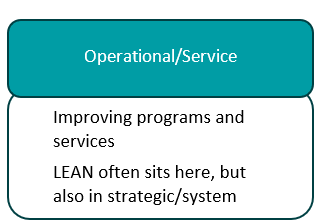 Operational/Service
Improving programs and
services
LEAN often sits here, but
also in strategic/system